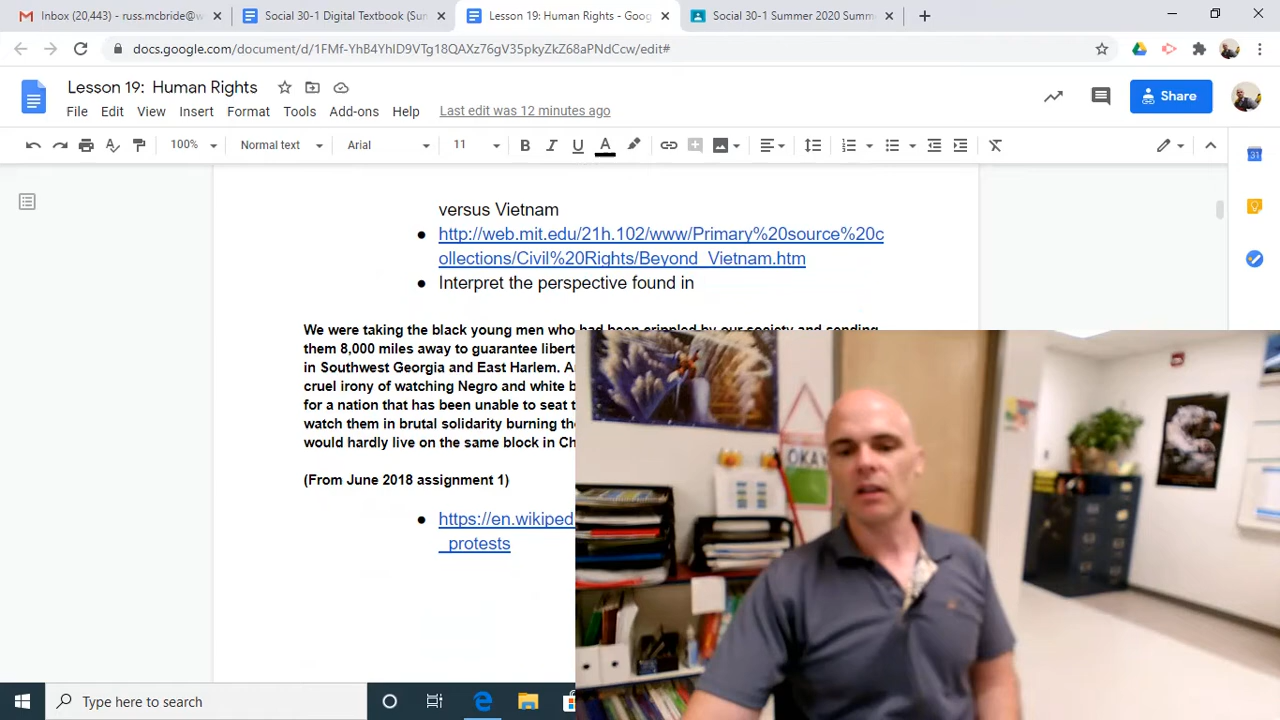 Inbox (20,443) - russ.mcbride@w
Social 30-1 Digital Textbook (Sum
Lesson 19: Human Rights - Goog
Social 30-1 Summer 2020 Summe
docs.google.com/document/d/1FMf-YhB4YhID9VTg18QAXz76gV35pkyZkZ68aPNdCcw/edit#
Lesson 19: Human Rights
File Edit View Insert Format Tools Add-ons Help Last edit was 12 minutes ago
Share
100% Normal text Arial 11
versus Vietnam
http://web.mit.edu/21h.102/www/Primary%20source%20c
ollections/Civil%20Rights/Beyond_Vietnam.htm
Interpret the perspective found in
We were taking the black young men who had been crippled by our society and sending
them 8,000 miles away to guarantee libert
in Southwest Georgia and East Harlem.
cruel irony of watching Negro and white b
for a nation that has been unable to seat t
watch them in brutal solidarity burning the
would hardly live on the same block in Ch
(From June 2018 assignment 1)
https://en.wikiped
_protests
OKAY
Type here to search